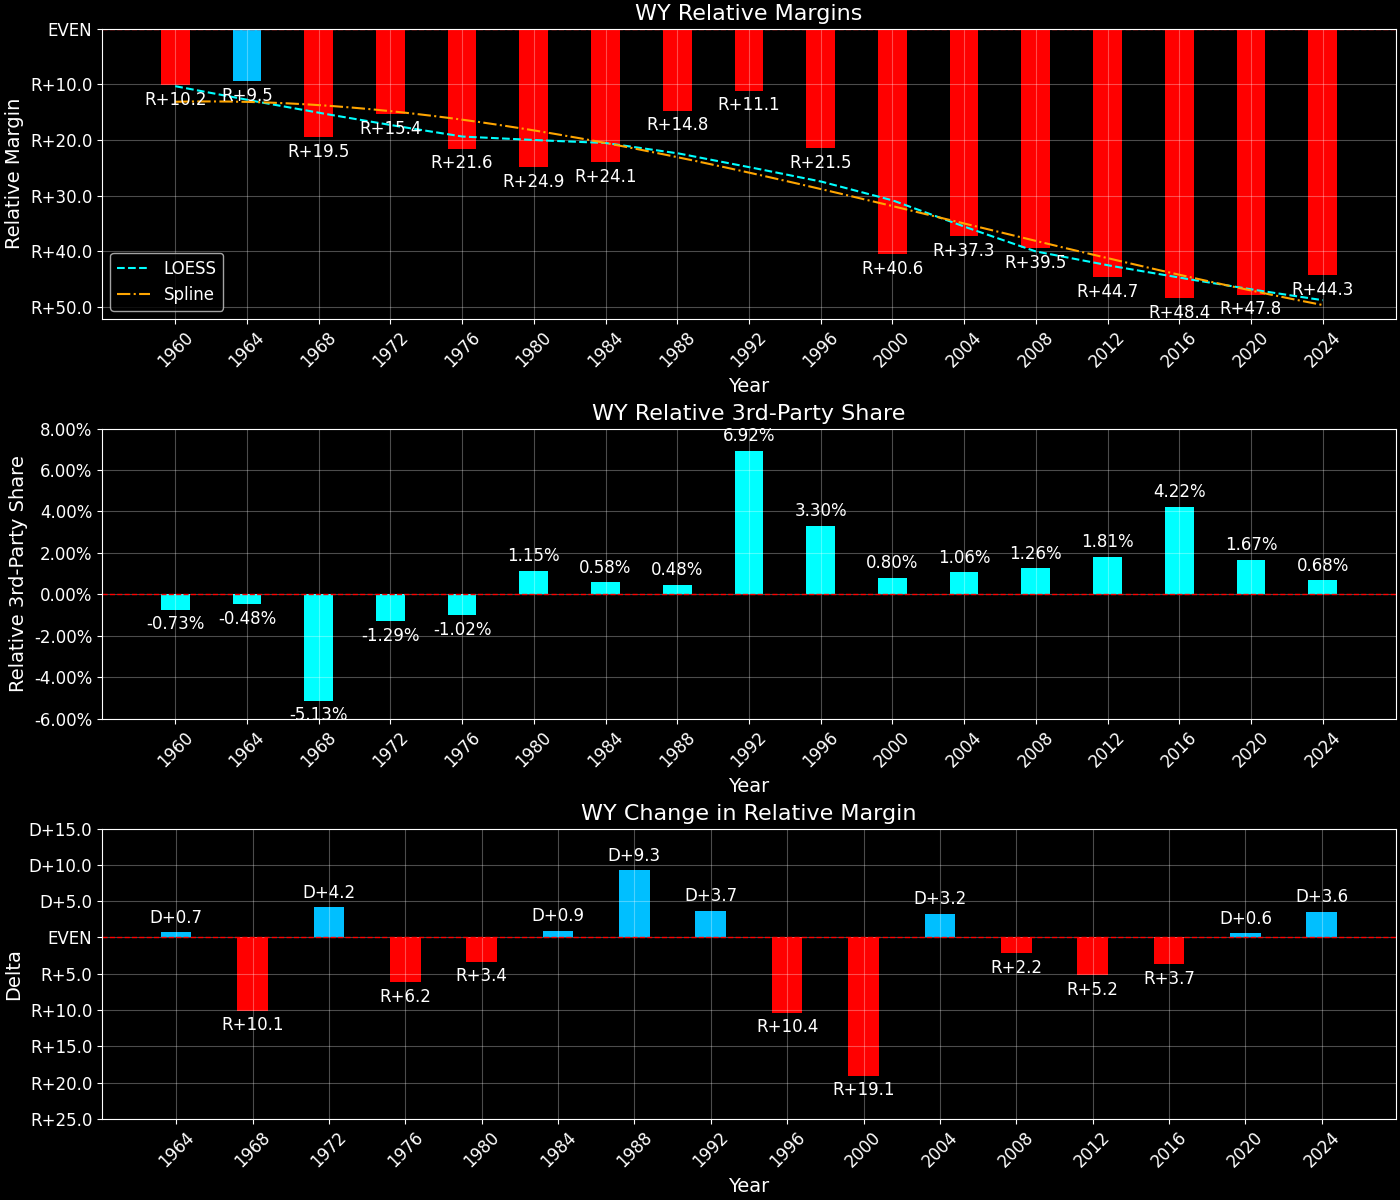 WY Relative Margins
Relative Margin
EVEN
R+10.0
R+20.0
R+30.0
R+40.0
R+50.0
R+10.2
R+9.5
R+19.5
R+15.4
R+21.6
R+24.9
R+24.1
R+14.8
R+11.1
R+21.5
R+40.6
R+37.3
R+39.5
R+44.7
R+48.4
R+47.8
R+44.3
LOESS
Spline
1960
1964
1968
1972
1976
1980
1984
1988
1992
1996
2000
2004
2008
2012
2016
2020
2024
Year
WY Relative 3rd-Party Share
Relative 3rd-Party Share
8.00%
6.00%
4.00%
2.00%
0.00%
-2.00%
-4.00%
-6.00%
-0.73%
-0.48%
-5.13%
-1.29%
-1.02%
1.15%
0.58%
0.48%
6.92%
3.30%
0.80%
1.06%
1.26%
1.81%
4.22%
1.67%
0.68%
1960
1964
1968
1972
1976
1980
1984
1988
1992
1996
2000
2004
2008
2012
2016
2020
2024
Year
WY Change in Relative Margin
Delta
D+15.0
D+10.0
D+5.0
EVEN
R+5.0
R+10.0
R+15.0
R+20.0
R+25.0
D+0.7
R+10.1
D+4.2
R+6.2
R+3.4
D+0.9
D+9.3
D+3.7
R+10.4
R+19.1
D+3.2
R+2.2
R+5.2
R+3.7
D+0.6
D+3.6
1964
1968
1972
1976
1980
1984
1988
1992
1996
2000
2004
2008
2012
2016
2020
2024
Year